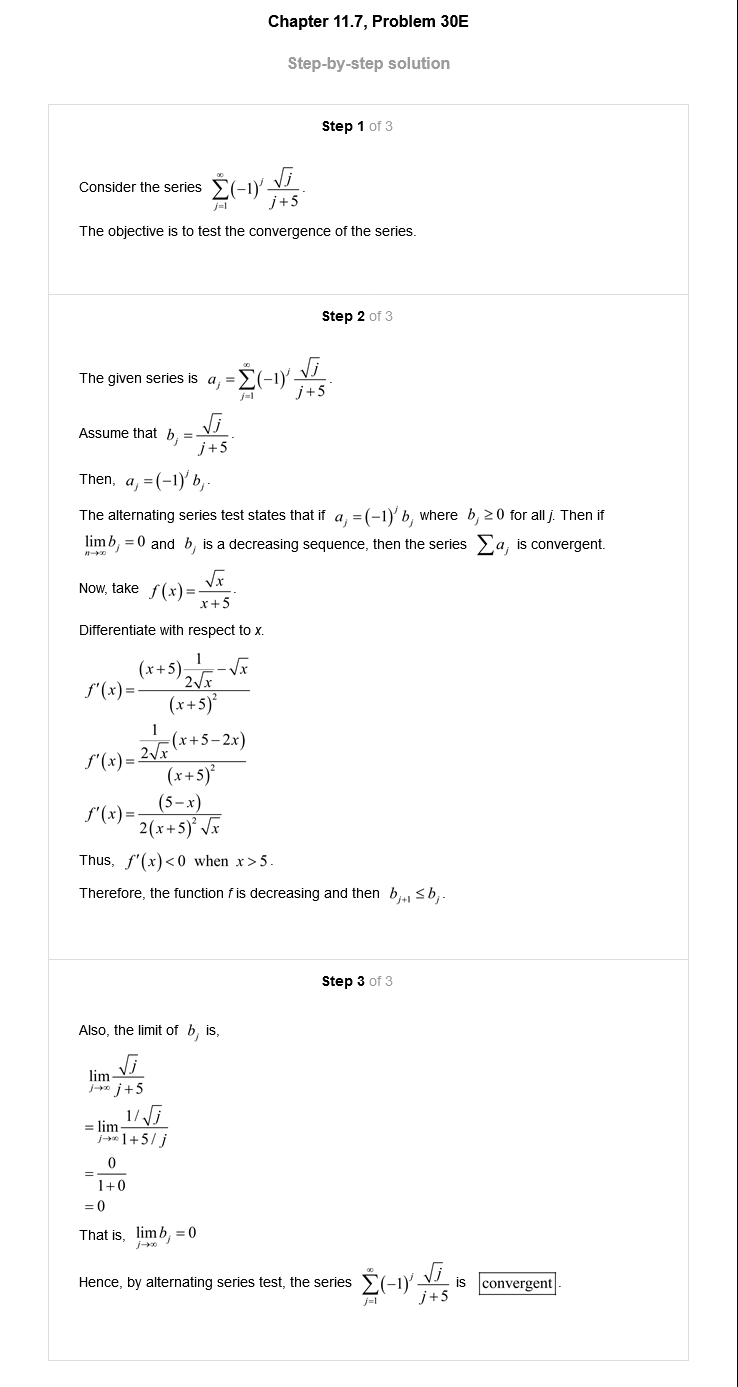 Chapter 11.7, Problem 30E
Step-by-step solution
Step 1 of 3
Consider the series $\sum_{j=1}^{\infty}(-1)^j \frac{\sqrt{j}}{j+5}$.
The objective is to test the convergence of the series.
Step 2 of 3
The given series is $a_j = \sum_{j=1}^{\infty}(-1)^j \frac{\sqrt{j}}{j+5}$.
Assume that $b_j = \frac{\sqrt{j}}{j+5}$.
Then, $a_j = (-1)^j b_j$.
The alternating series test states that if $a_j = (-1)^j b_j$ where $b_j \geq 0$ for all j. Then if
$\lim_{n\to\infty} b_j = 0$ and $b_j$ is a decreasing sequence, then the series $\sum a_j$ is convergent.
Now, take $f(x) = \frac{\sqrt{x}}{x+5}$.
Differentiate with respect to x.
$f'(x) = \frac{(x+5)\frac{1}{2\sqrt{x}} - \sqrt{x}}{(x+5)^2}$
$f'(x) = \frac{\frac{1}{2\sqrt{x}}(x+5-2x)}{(x+5)^2}$
$f'(x) = \frac{(5-x)}{2(x+5)^2\sqrt{x}}$
Thus, $f'(x) < 0$ when $x > 5$.
Therefore, the function f is decreasing and then $b_{j+1} \leq b_j$.
Step 3 of 3
Also, the limit of $b_j$ is,
$\lim_{j\to\infty} \frac{\sqrt{j}}{j+5}$
$= \lim_{j\to\infty} \frac{1/\sqrt{j}}{1+5/j}$
$= \frac{0}{1+0}$
$= 0$
That is, $\lim_{j\to\infty} b_j = 0$
Hence, by alternating series test, the series $\sum_{j=1}^{\infty}(-1)^j \frac{\sqrt{j}}{j+5}$ is convergent.